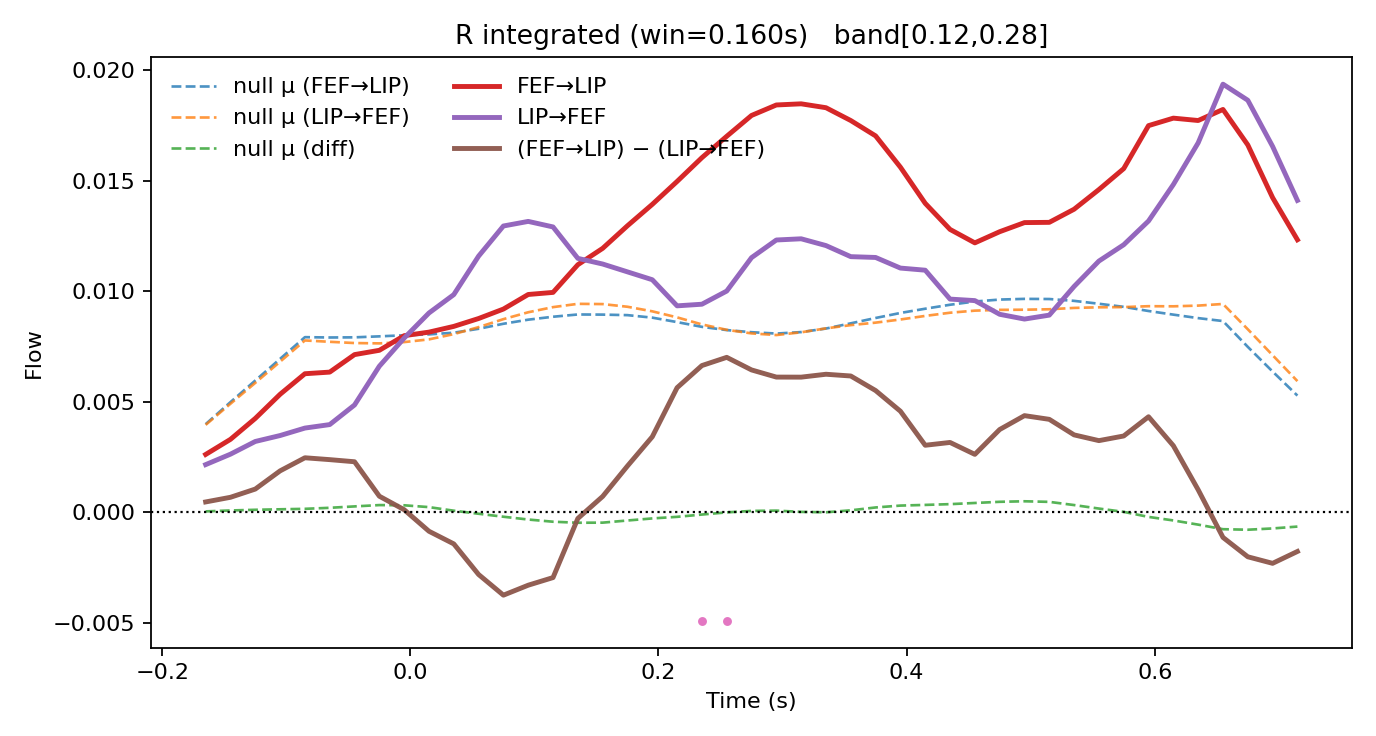 R integrated (win=0.160s) band[0.12,0.28]
null μ (FEF→LIP)
null μ (LIP→FEF)
null μ (diff)
FEF→LIP
LIP→FEF
(FEF→LIP) − (LIP→FEF)
Flow
0.020
0.015
0.010
0.005
0.000
−0.005
−0.2
0.0
0.2
0.4
0.6
Time (s)